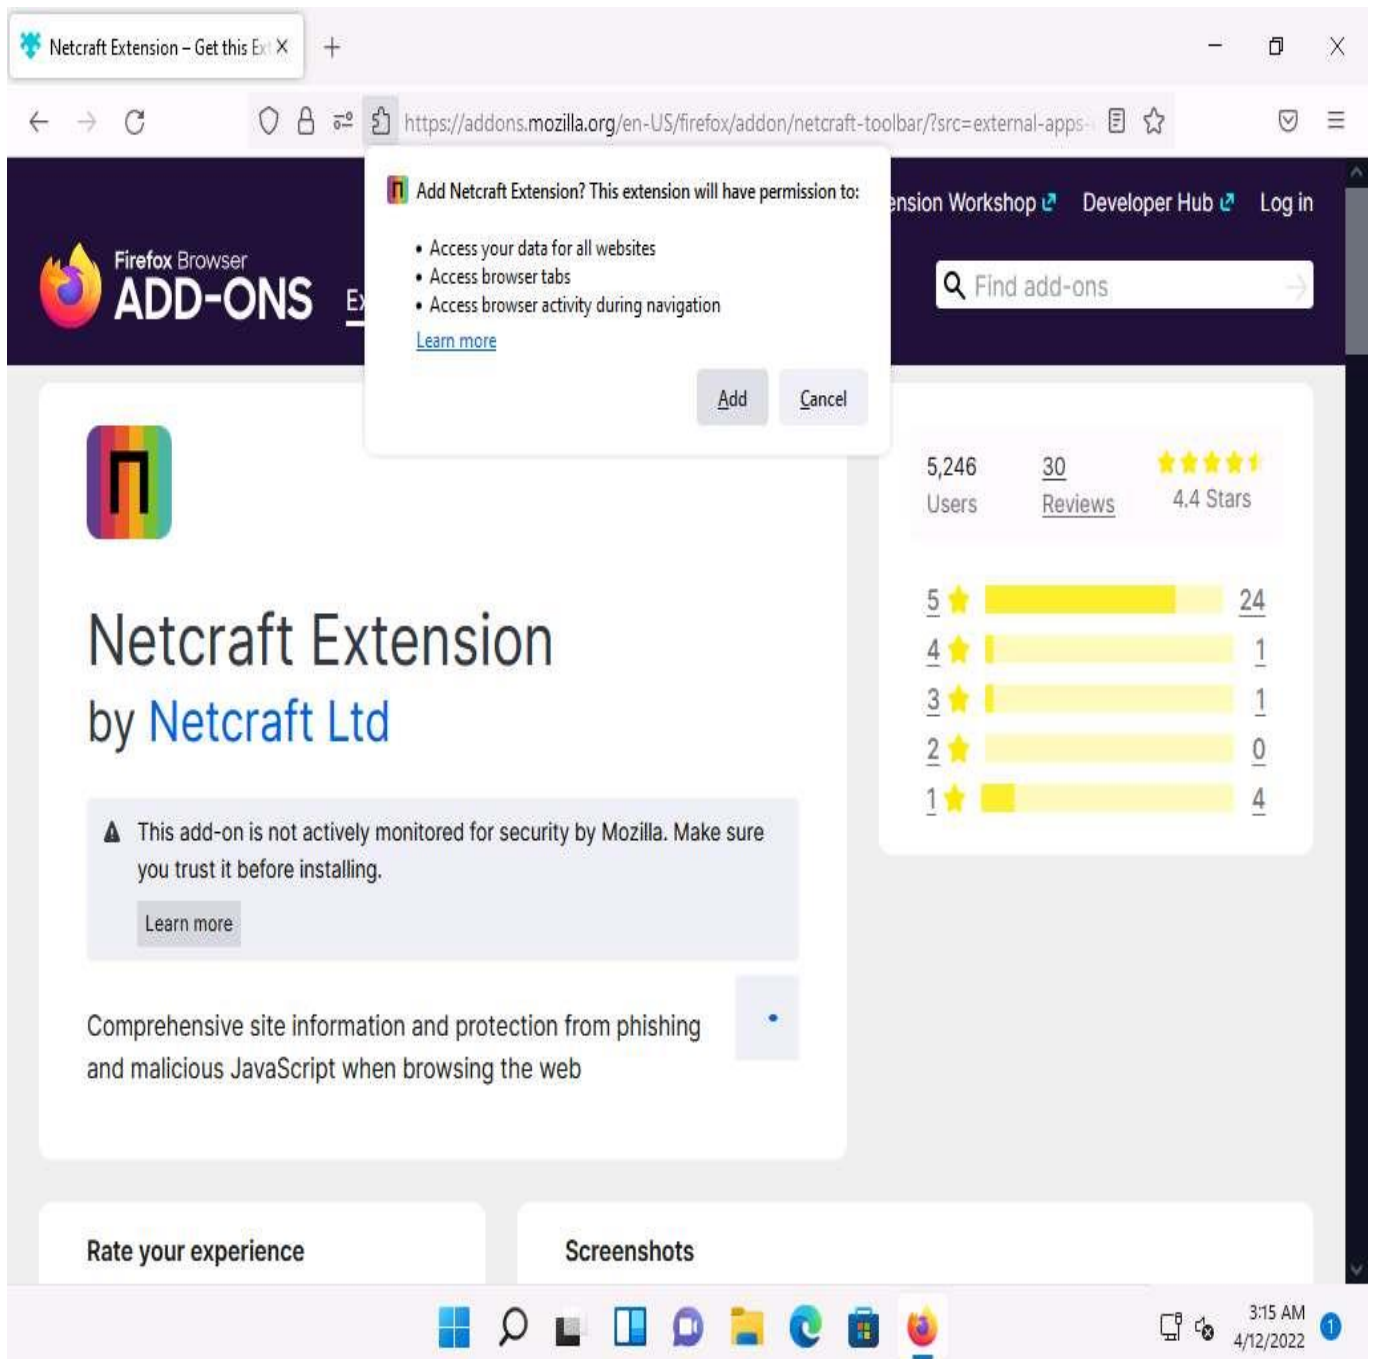 Netcraft Extension – Get this Ext
https://addons.mozilla.org/en-US/firefox/addon/netcraft-toolbar/?src=external-apps-
Add Netcraft Extension? This extension will have permission to:
• Access your data for all websites
• Access browser tabs
• Access browser activity during navigation
Learn more
Add Cancel
ension Workshop Developer Hub Log in
Firefox Browser
ADD-ONS
Find add-ons
5,246 30
Users Reviews 4.4 Stars
5 24
4 1
3 1
2 0
1 4
Netcraft Extension
by Netcraft Ltd
This add-on is not actively monitored for security by Mozilla. Make sure
you trust it before installing.
Learn more
Comprehensive site information and protection from phishing
and malicious JavaScript when browsing the web
Rate your experience
Screenshots
3:15 AM
4/12/2022
1